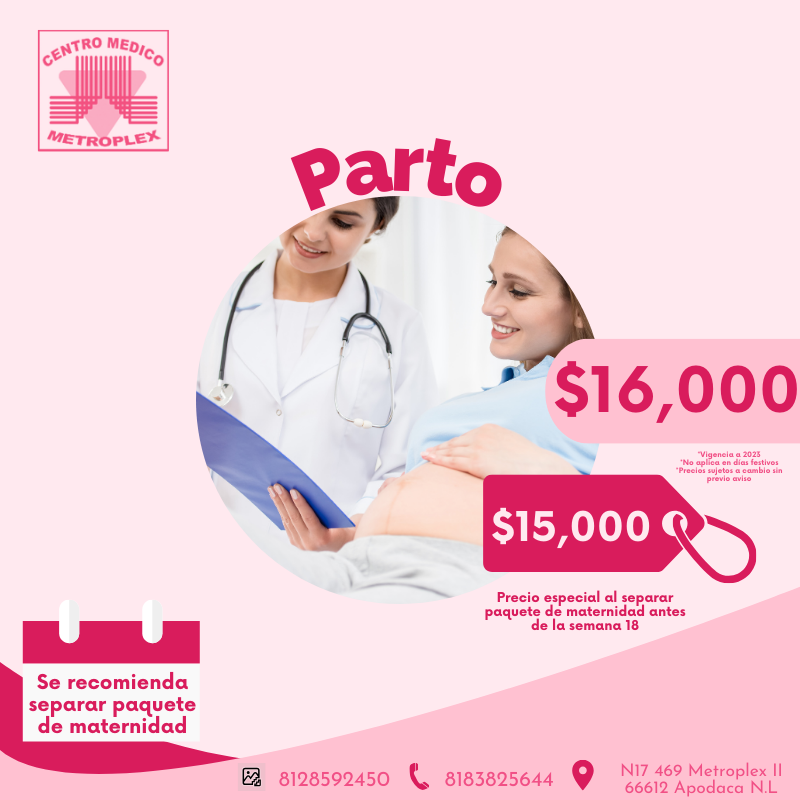 CENTRO MEDICO
METROPLEX
Parto
$16,000
*Vigencia a 2023
*No aplica en días festivos
*Precios sujetos a cambio sin
previo aviso
$15,000
Precio especial al separar
paquete de maternidad antes
de la semana 18
Se recomienda
separar paquete
de maternidad
8128592450
8183825644
N17 469 Metroplex II
66612 Apodaca N.L